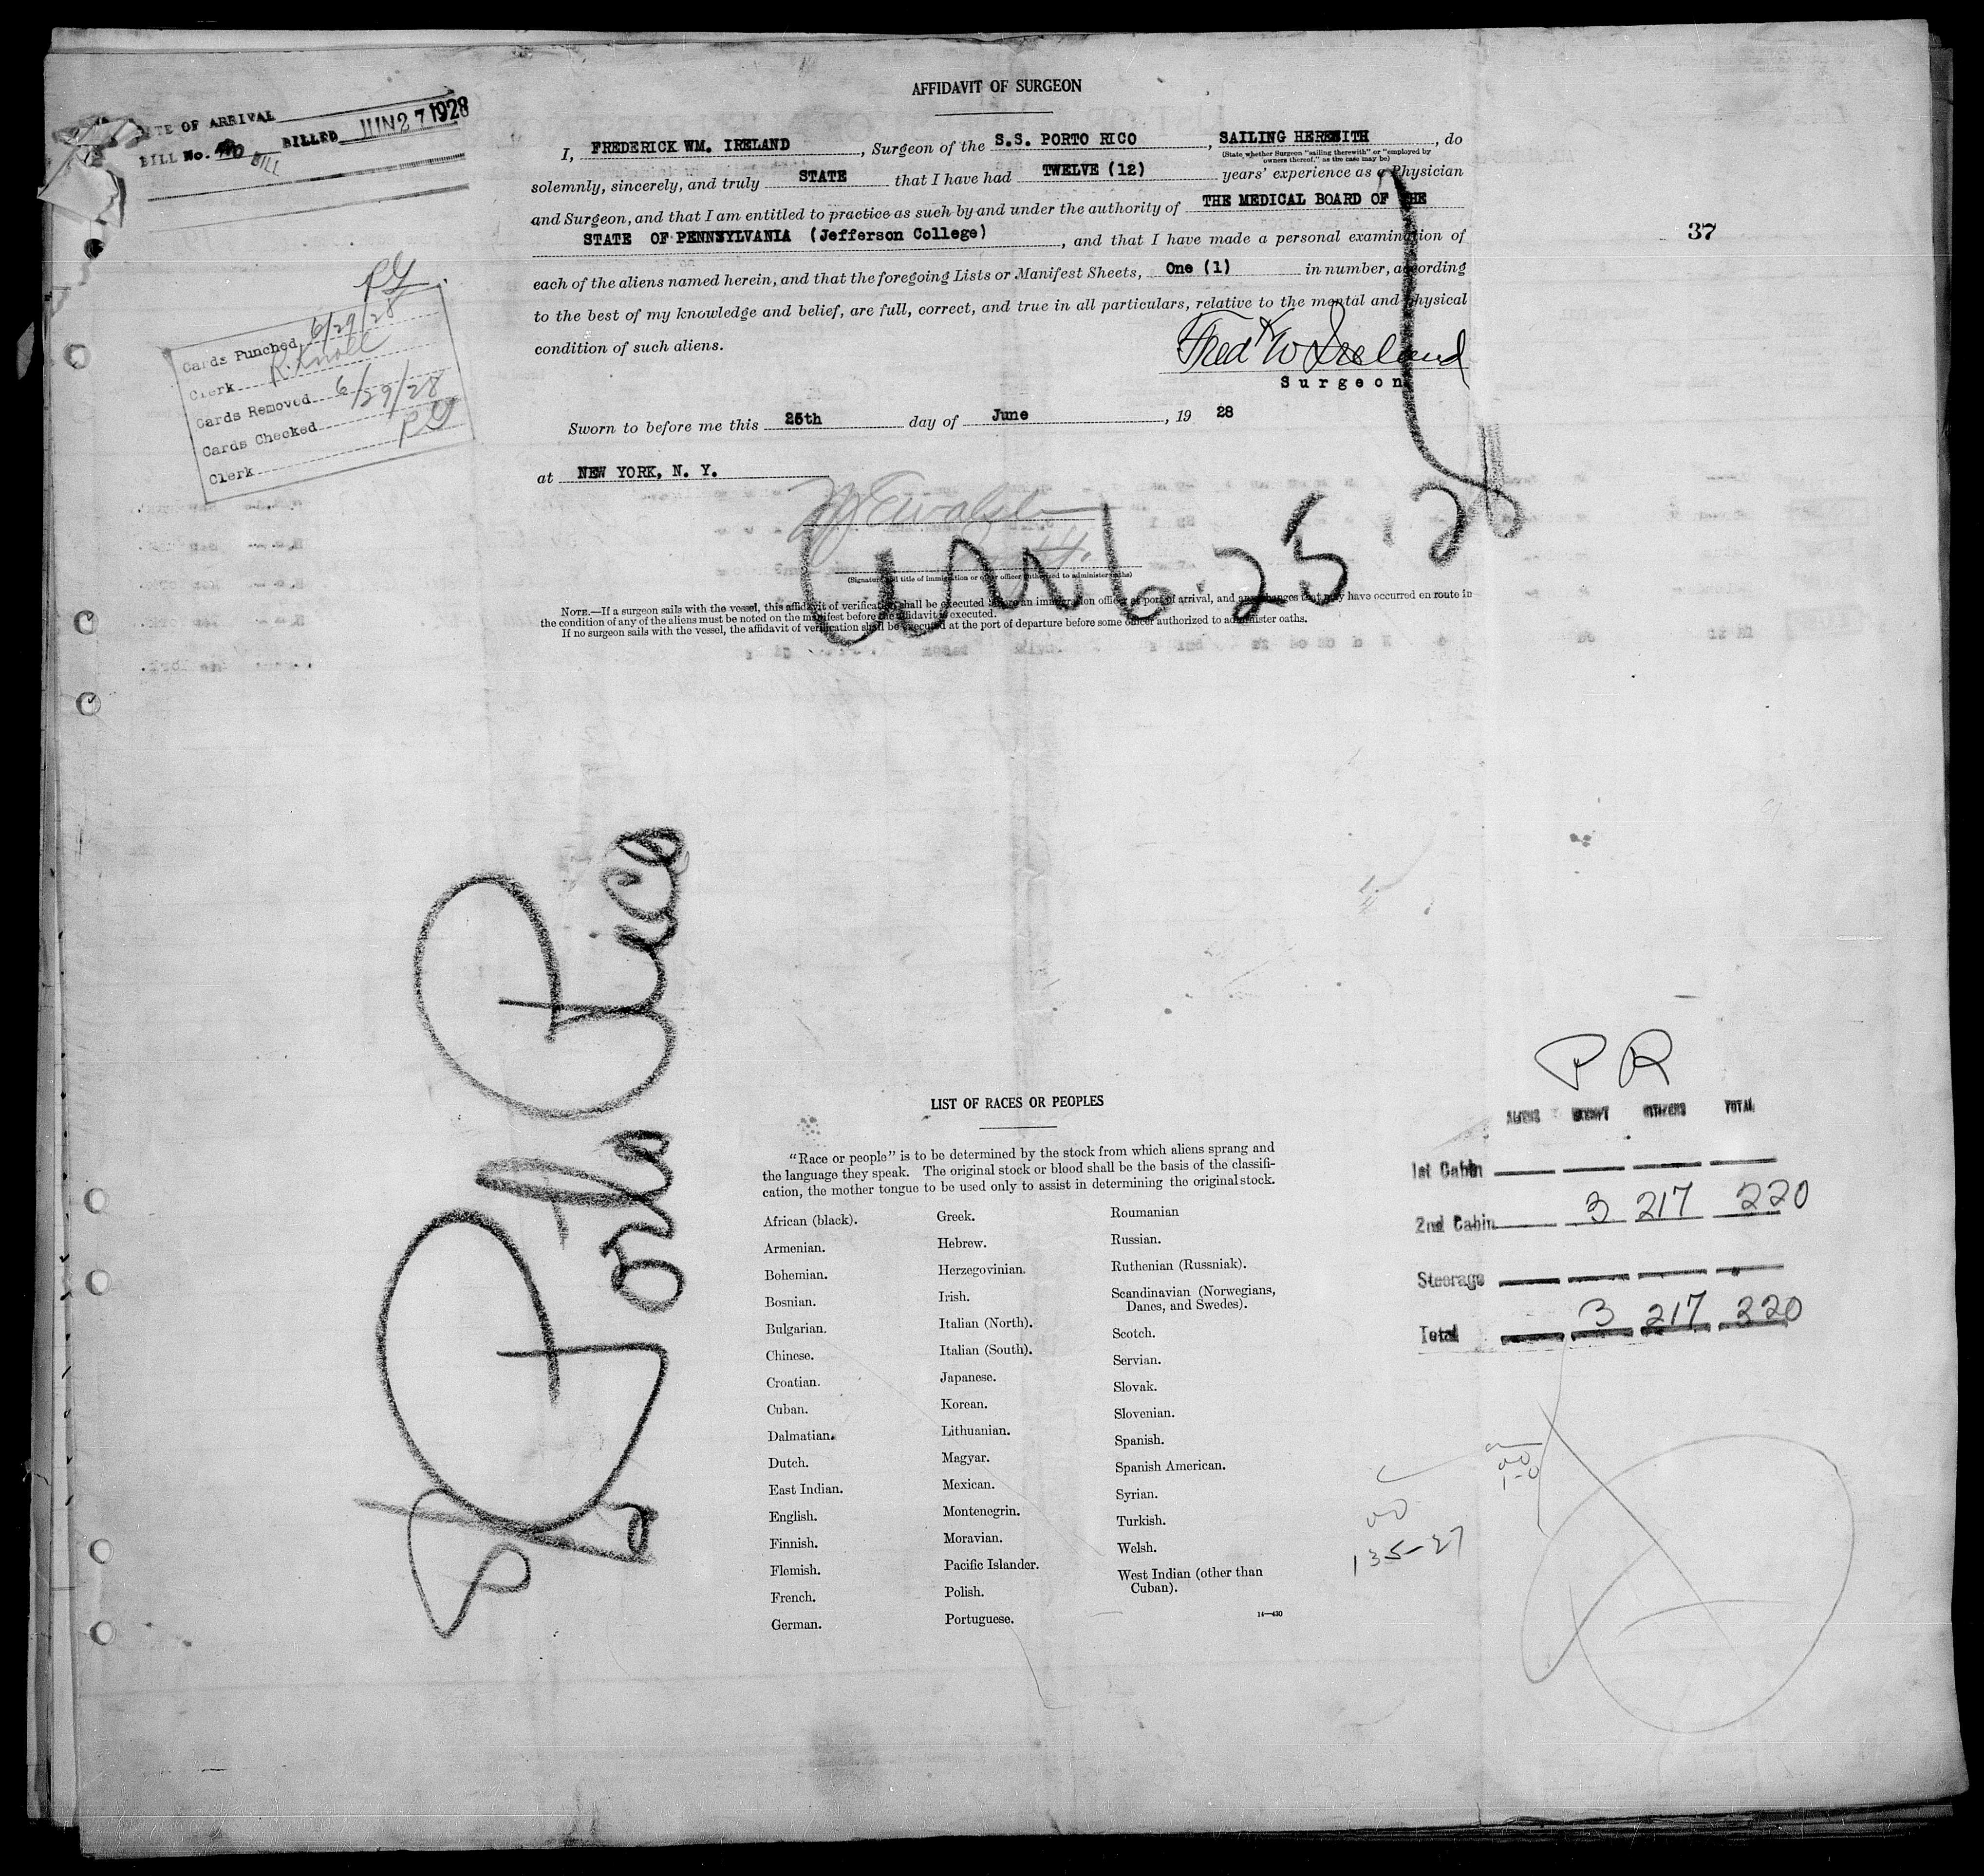 AFFIDAVIT OF SURGEON
DATE OF ARRIVAL
BILL No. NO BILL BILLED JUN 27 1928
I, FREDERICK WM. IRELAND, Surgeon of the S.S. PORTO RICO, SAILING HEREWITH, do
(State whether Surgeon "sailing therewith" or "employed by
owners thereof," as the case may be)
solemnly, sincerely, and truly STATE that I have had TWELVE (12) years' experience as a Physician
and Surgeon, and that I am entitled to practice as such by and under the authority of THE MEDICAL BOARD OF THE
STATE OF PENNSYLVANIA (Jefferson College), and that I have made a personal examination of
each of the aliens named herein, and that the foregoing Lists or Manifest Sheets, One (1) in number, according
to the best of my knowledge and belief, are full, correct, and true in all particulars, relative to the mental and physical
condition of such aliens.
Fredk W Ireland
Surgeon
37
Cards Punched 6/29/28
Clerk R. Knoll
Cards Removed 6/29/28
Cards Checked
Clerk
Sworn to before me this 25th day of June, 19 28
at NEW YORK, N. Y.
6.25.28
(Signature and title of immigration or other officer authorized to administer oaths)
NOTE.—If a surgeon sails with the vessel, this affidavit of verification shall be executed before an immigration officer at port of arrival, and any changes that may have occurred en route in
the condition of any of the aliens must be noted on the manifest before the affidavit is executed.
If no surgeon sails with the vessel, the affidavit of verification shall be executed at the port of departure before some officer authorized to administer oaths.
Porto Rico
LIST OF RACES OR PEOPLES
"Race or people" is to be determined by the stock from which aliens sprang and
the language they speak. The original stock or blood shall be the basis of the classifi-
cation, the mother tongue to be used only to assist in determining the original stock.
African (black).
Armenian.
Bohemian.
Bosnian.
Bulgarian.
Chinese.
Croatian.
Cuban.
Dalmatian.
Dutch.
East Indian.
English.
Finnish.
Flemish.
French.
German.
Greek.
Hebrew.
Herzegovinian.
Irish.
Italian (North).
Italian (South).
Japanese.
Korean.
Lithuanian.
Magyar.
Mexican.
Montenegrin.
Moravian.
Pacific Islander.
Polish.
Portuguese.
Roumanian
Russian.
Ruthenian (Russniak).
Scandinavian (Norwegians,
Danes, and Swedes).
Scotch.
Servian.
Slovak.
Slovenian.
Spanish.
Spanish American.
Syrian.
Turkish.
Welsh.
West Indian (other than
Cuban).
14—430
P R
ALIENS EXEMPT CITIZENS TOTAL
1st Cabin
2nd Cabin 3 217 220
Steerage
Total 3 217 220
135-27